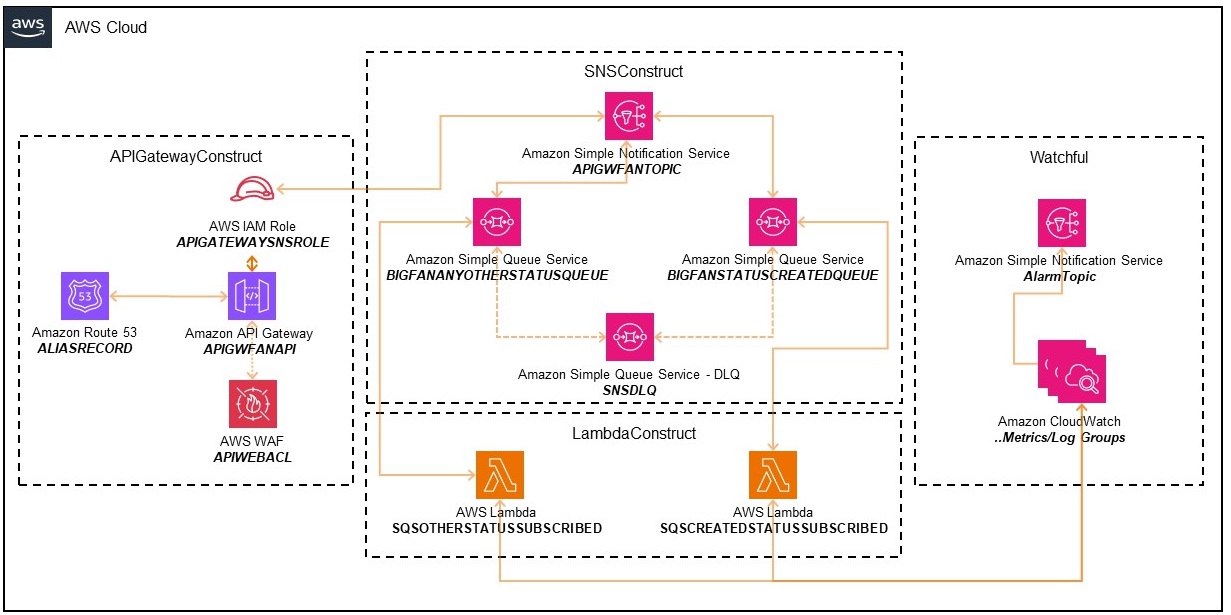 aws
AWS Cloud
SNSConstruct
Amazon Simple Notification Service
APIGWFANTOPIC
APIGatewayConstruct
AWS IAM Role
APIGATEWAYSNSROLE
53
Amazon Route 53
ALIASRECORD
Amazon API Gateway
APIGWFANAPI
AWS WAF
APIWEBACL
Amazon Simple Queue Service
BIGFANANYOTHERSTATUSQUEUE
Amazon Simple Queue Service
BIGFANSTATUSCREATEDQUEUE
Amazon Simple Queue Service - DLQ
SNSDLQ
LambdaConstruct
AWS Lambda
SQSOTHERSTATUSSUBSCRIBED
AWS Lambda
SQSCREATEDSTATUSSUBSCRIBED
Watchful
Amazon Simple Notification Service
AlarmTopic
Amazon CloudWatch
..Metrics/Log Groups